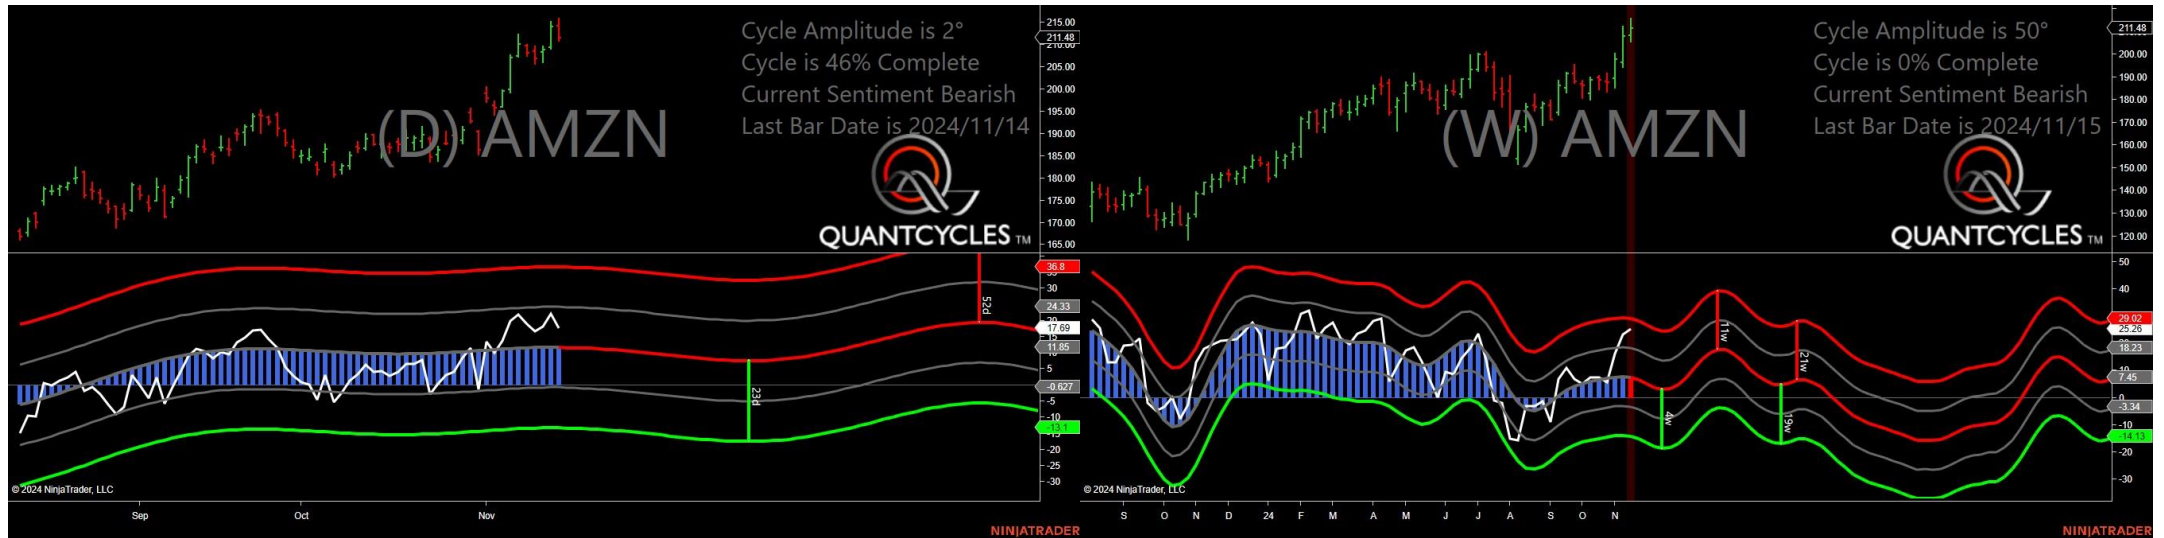 Cycle Amplitude is 2°
Cycle is 46% Complete
Current Sentiment Bearish
Last Bar Date is 2024/11/14
(D) AMZN
QUANTCYCLES TM
215.00
211.48
210.00
205.00
200.00
195.00
190.00
185.00
180.00
175.00
170.00
165.00
36.8
30
24.33
17.69
11.85
5
-0.627
-5
-10
-13.1
-20
-25
-30
52d
23d
© 2024 NinjaTrader, LLC
Sep
Oct
Nov
NINJATRADER
Cycle Amplitude is 50°
Cycle is 0% Complete
Current Sentiment Bearish
Last Bar Date is 2024/11/15
(W) AMZN
QUANTCYCLES TM
211.48
200.00
190.00
180.00
170.00
160.00
150.00
140.00
130.00
120.00
50
40
29.02
25.26
18.23
10
7.45
0
-3.34
-10
-14.13
-20
-30
11w
21w
4w
19w
© 2024 NinjaTrader, LLC
S O N D 24 F M A M J J A S O N
NINJATRADER